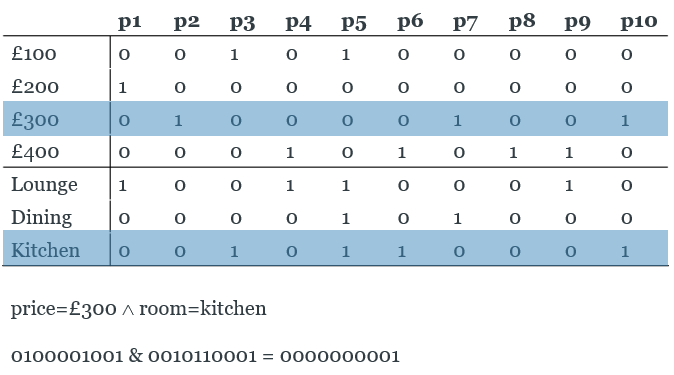 p1 p2 p3 p4 p5 p6 p7 p8 p9 p10
£100 0 0 1 0 1 0 0 0 0 0
£200 1 0 0 0 0 0 0 0 0 0
£300 0 1 0 0 0 0 1 0 0 1
£400 0 0 0 1 0 1 0 1 1 0
Lounge 1 0 0 1 1 0 0 0 1 0
Dining 0 0 0 0 1 0 1 0 0 0
Kitchen 0 0 1 0 1 1 0 0 0 1
price=£300 ∧ room=kitchen
0100001001 & 0010110001 = 0000000001